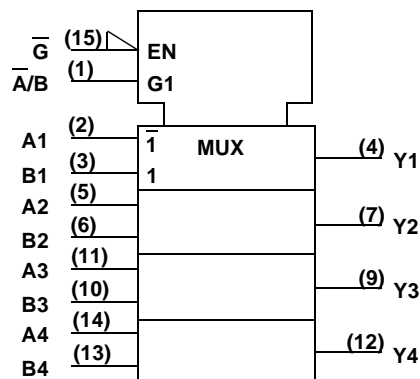 G̅ (15) EN
A̅/B (1) G1
A1 (2) 1̅ MUX (4) Y1
B1 (3) 1
A2 (5) (7) Y2
B2 (6)
A3 (11) (9) Y3
B3 (10)
A4 (14) (12) Y4
B4 (13)